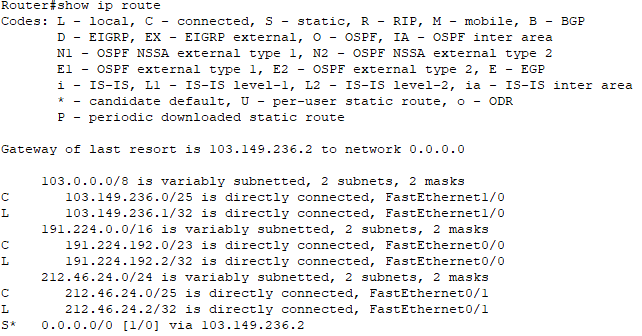 Router#show ip route
Codes: L - local, C - connected, S - static, R - RIP, M - mobile, B - BGP
       D - EIGRP, EX - EIGRP external, O - OSPF, IA - OSPF inter area
       N1 - OSPF NSSA external type 1, N2 - OSPF NSSA external type 2
       E1 - OSPF external type 1, E2 - OSPF external type 2, E - EGP
       i - IS-IS, L1 - IS-IS level-1, L2 - IS-IS level-2, ia - IS-IS inter area
       * - candidate default, U - per-user static route, o - ODR
       P - periodic downloaded static route

Gateway of last resort is 103.149.236.2 to network 0.0.0.0

     103.0.0.0/8 is variably subnetted, 2 subnets, 2 masks
C       103.149.236.0/25 is directly connected, FastEthernet1/0
L       103.149.236.1/32 is directly connected, FastEthernet1/0
     191.224.0.0/16 is variably subnetted, 2 subnets, 2 masks
C       191.224.192.0/23 is directly connected, FastEthernet0/0
L       191.224.192.2/32 is directly connected, FastEthernet0/0
     212.46.24.0/24 is variably subnetted, 2 subnets, 2 masks
C       212.46.24.0/25 is directly connected, FastEthernet0/1
L       212.46.24.2/32 is directly connected, FastEthernet0/1
S*   0.0.0.0/0 [1/0] via 103.149.236.2